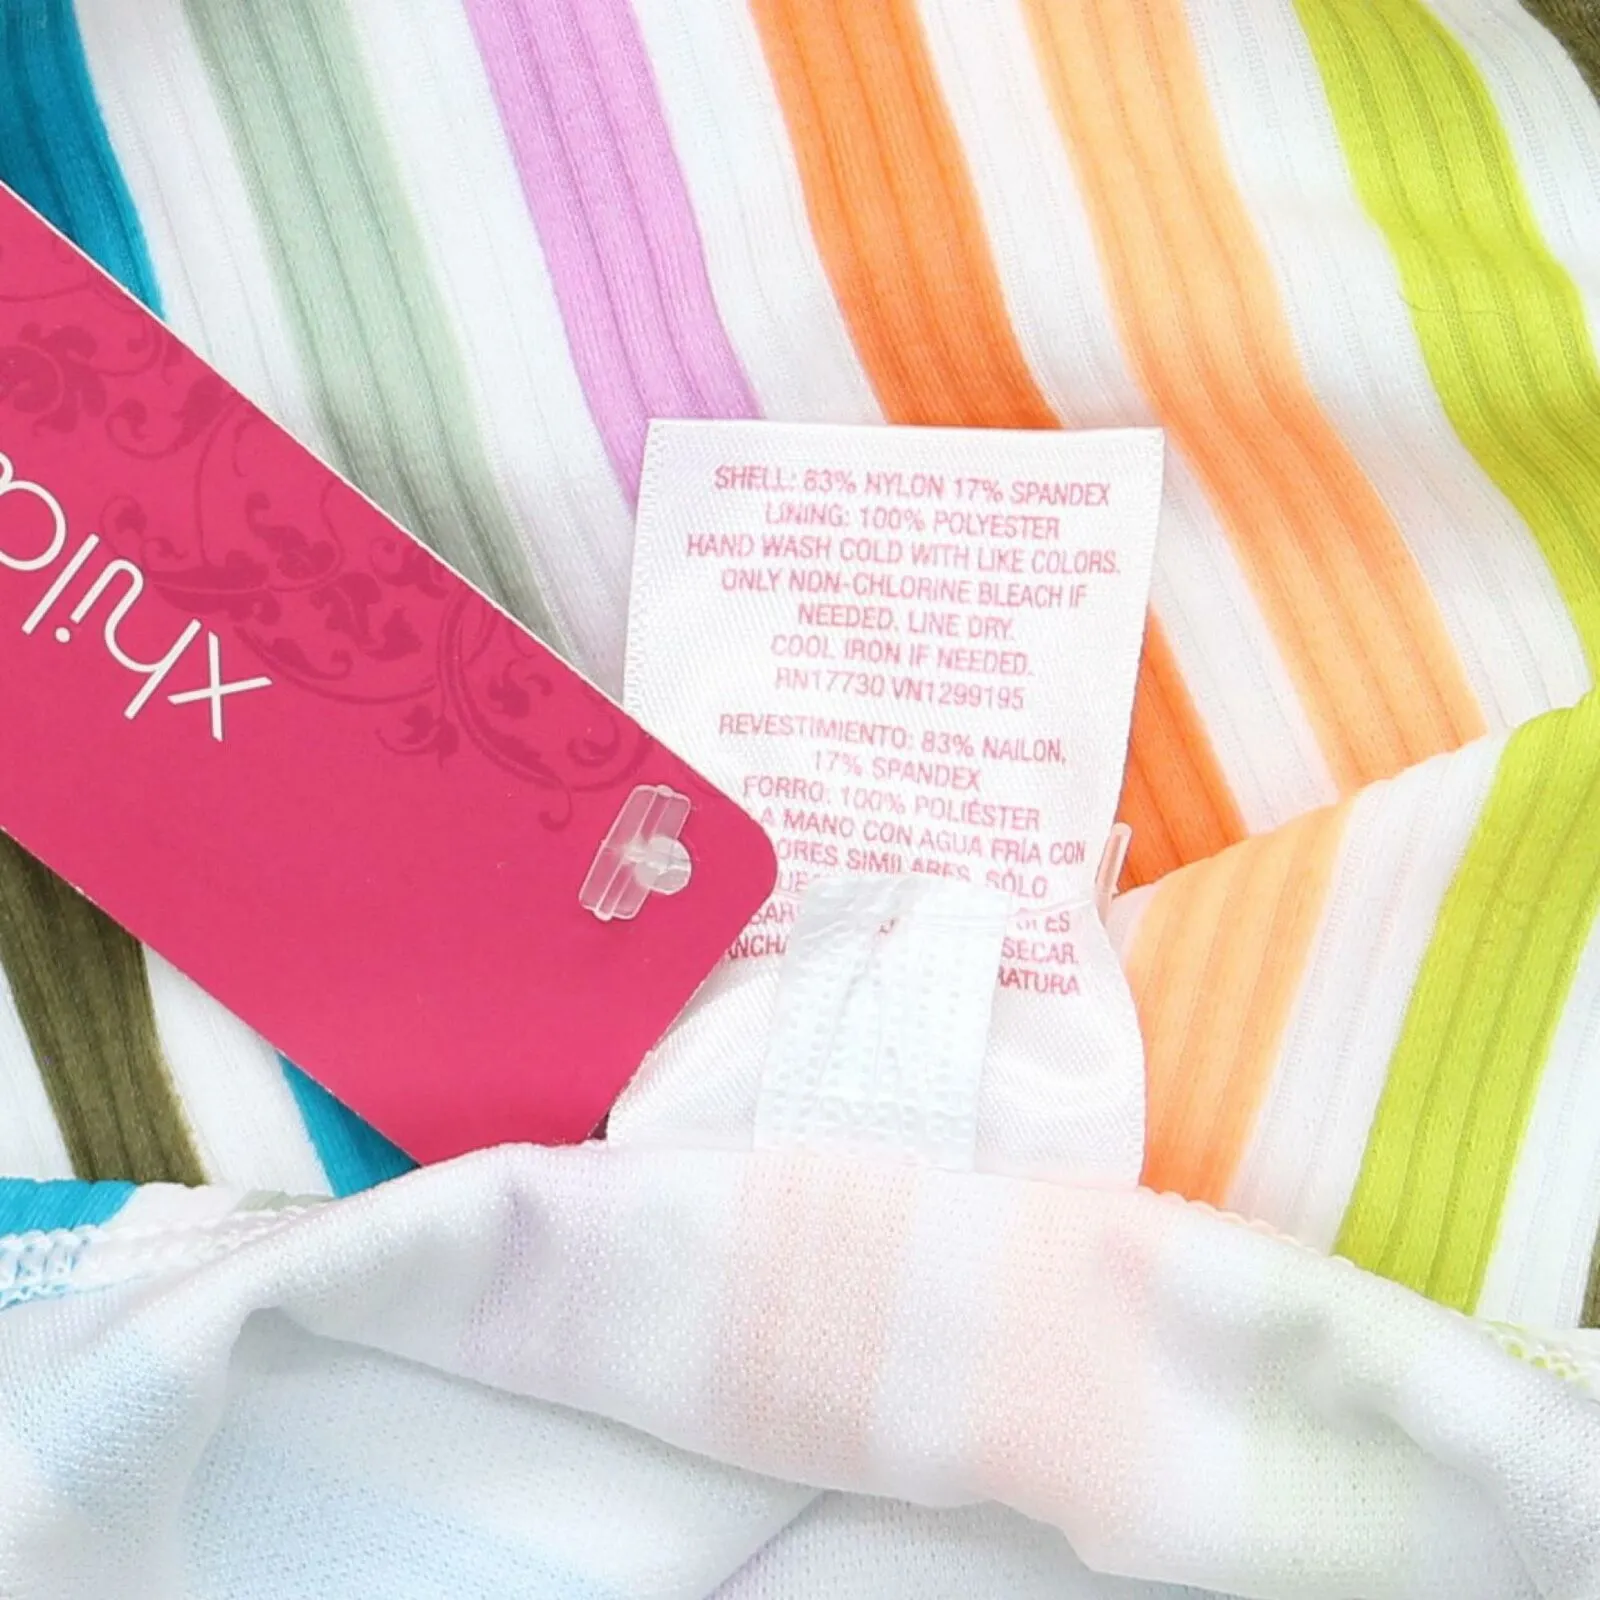 xhila
SHELL: 83% NYLON 17% SPANDEX
LINING: 100% POLYESTER
HAND WASH COLD WITH LIKE COLORS.
ONLY NON-CHLORINE BLEACH IF
NEEDED. LINE DRY.
COOL IRON IF NEEDED.
RN17730 VN1299195
REVESTIMIENTO: 83% NAILON,
17% SPANDEX
FORRO: 100% POLIÉSTER
A MANO CON AGUA FRÍA CON
ORES SIMILARES. SÓLO
ES
SECAR.
RATURA